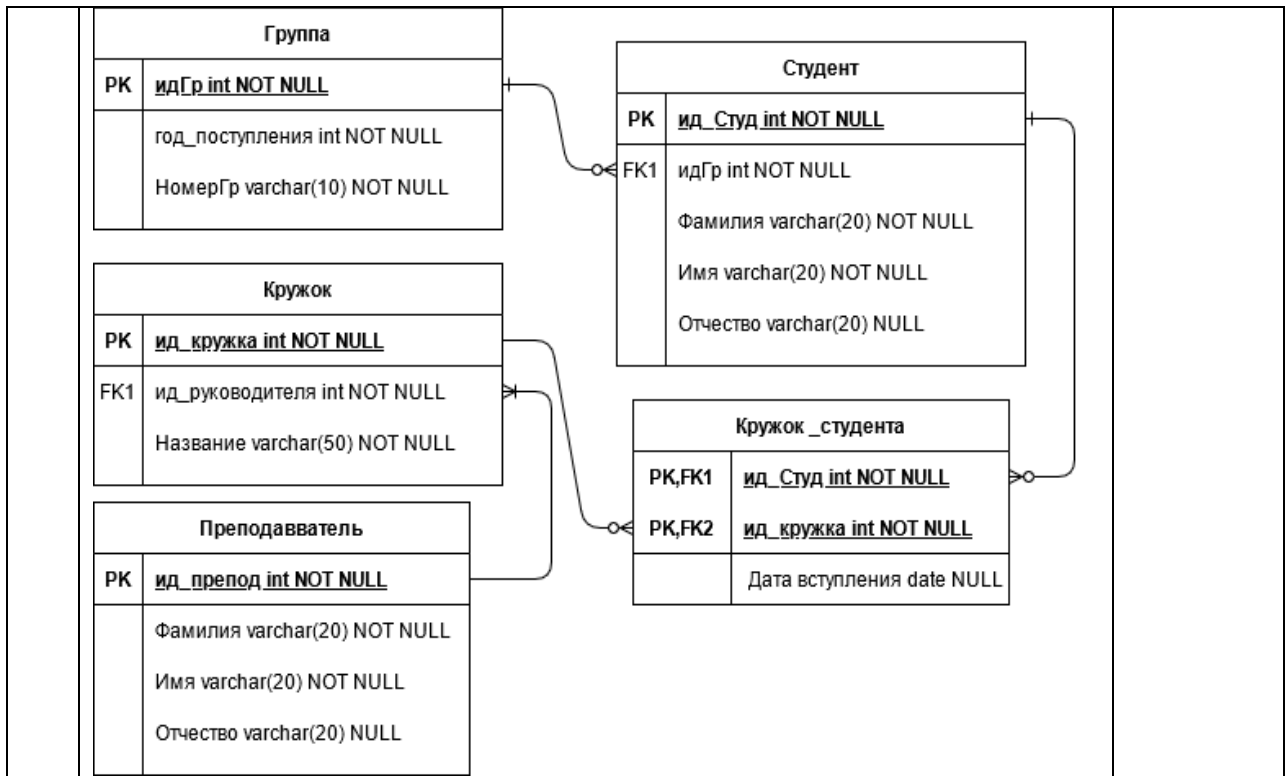 Группа
PK идГр int NOT NULL
год_поступления int NOT NULL
НомерГр varchar(10) NOT NULL
Студент
PK ид_Студ int NOT NULL
FK1 идГр int NOT NULL
Фамилия varchar(20) NOT NULL
Имя varchar(20) NOT NULL
Отчество varchar(20) NULL
Кружок
PK ид_кружка int NOT NULL
FK1 ид_руководителя int NOT NULL
Название varchar(50) NOT NULL
Кружок _студента
PK,FK1 ид_Студ int NOT NULL
PK,FK2 ид_кружка int NOT NULL
Дата вступления date NULL
Преподавватель
PK ид_препод int NOT NULL
Фамилия varchar(20) NOT NULL
Имя varchar(20) NOT NULL
Отчество varchar(20) NULL